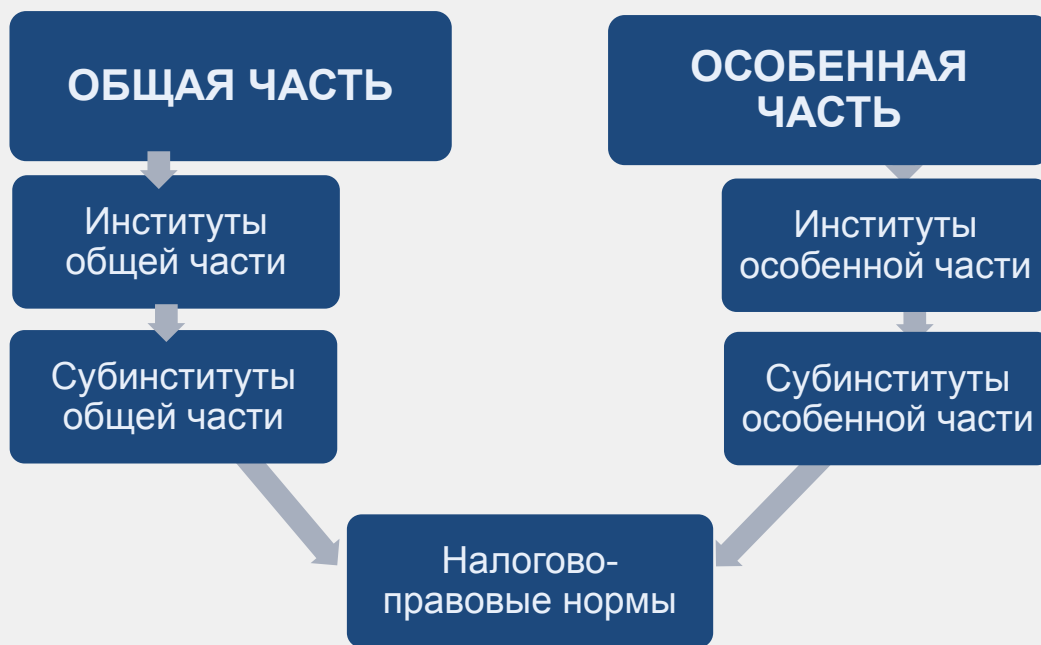 ОБЩАЯ ЧАСТЬ
Институты
общей части
Субинституты
общей части
ОСОБЕННАЯ
ЧАСТЬ
Институты
особенной части
Субинституты
особенной части
Налогово-
правовые нормы